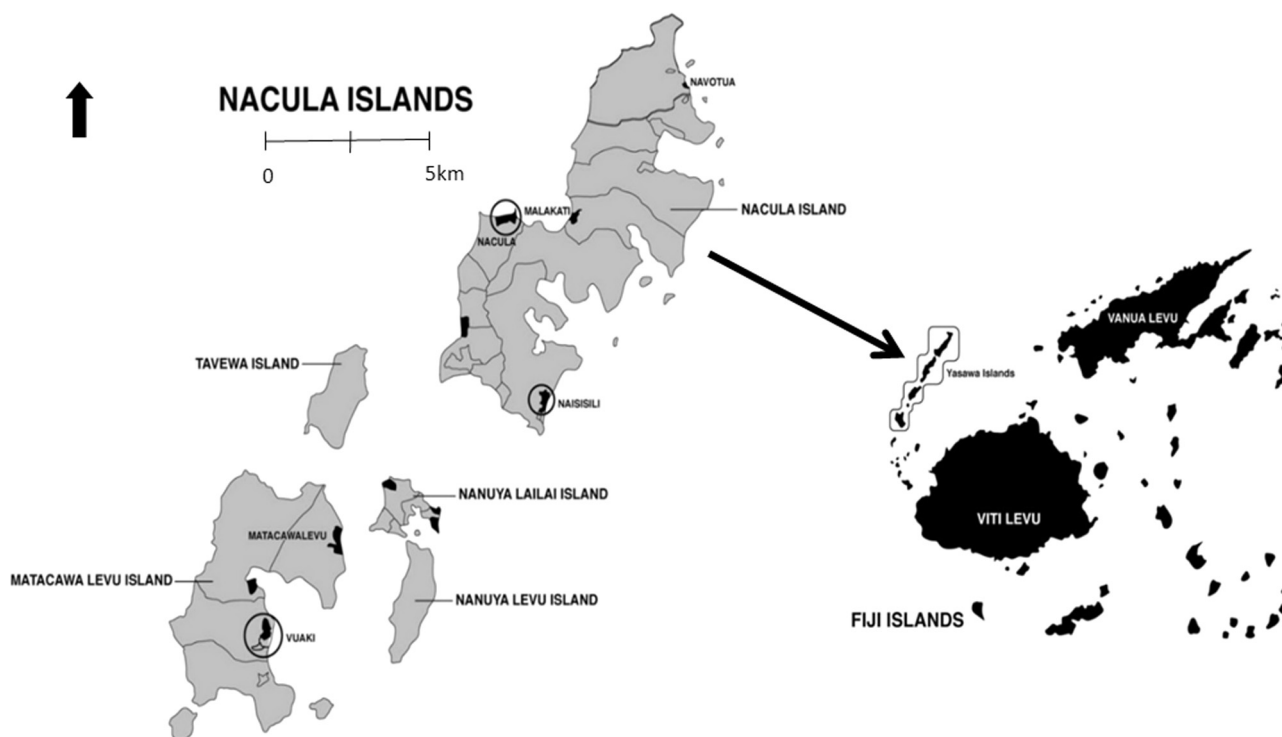 NACULA ISLANDS
0
5km
NAVOTUA
MALAKATI
NACULA
NACULA ISLAND
TAVEWA ISLAND
NAISISILI
NANUYA LAILAI ISLAND
MATACAWALEVU
MATACAWA LEVU ISLAND
NANUYA LEVU ISLAND
VUAKI
VANUA LEVU
Yasawa Islands
VITI LEVU
FIJI ISLANDS